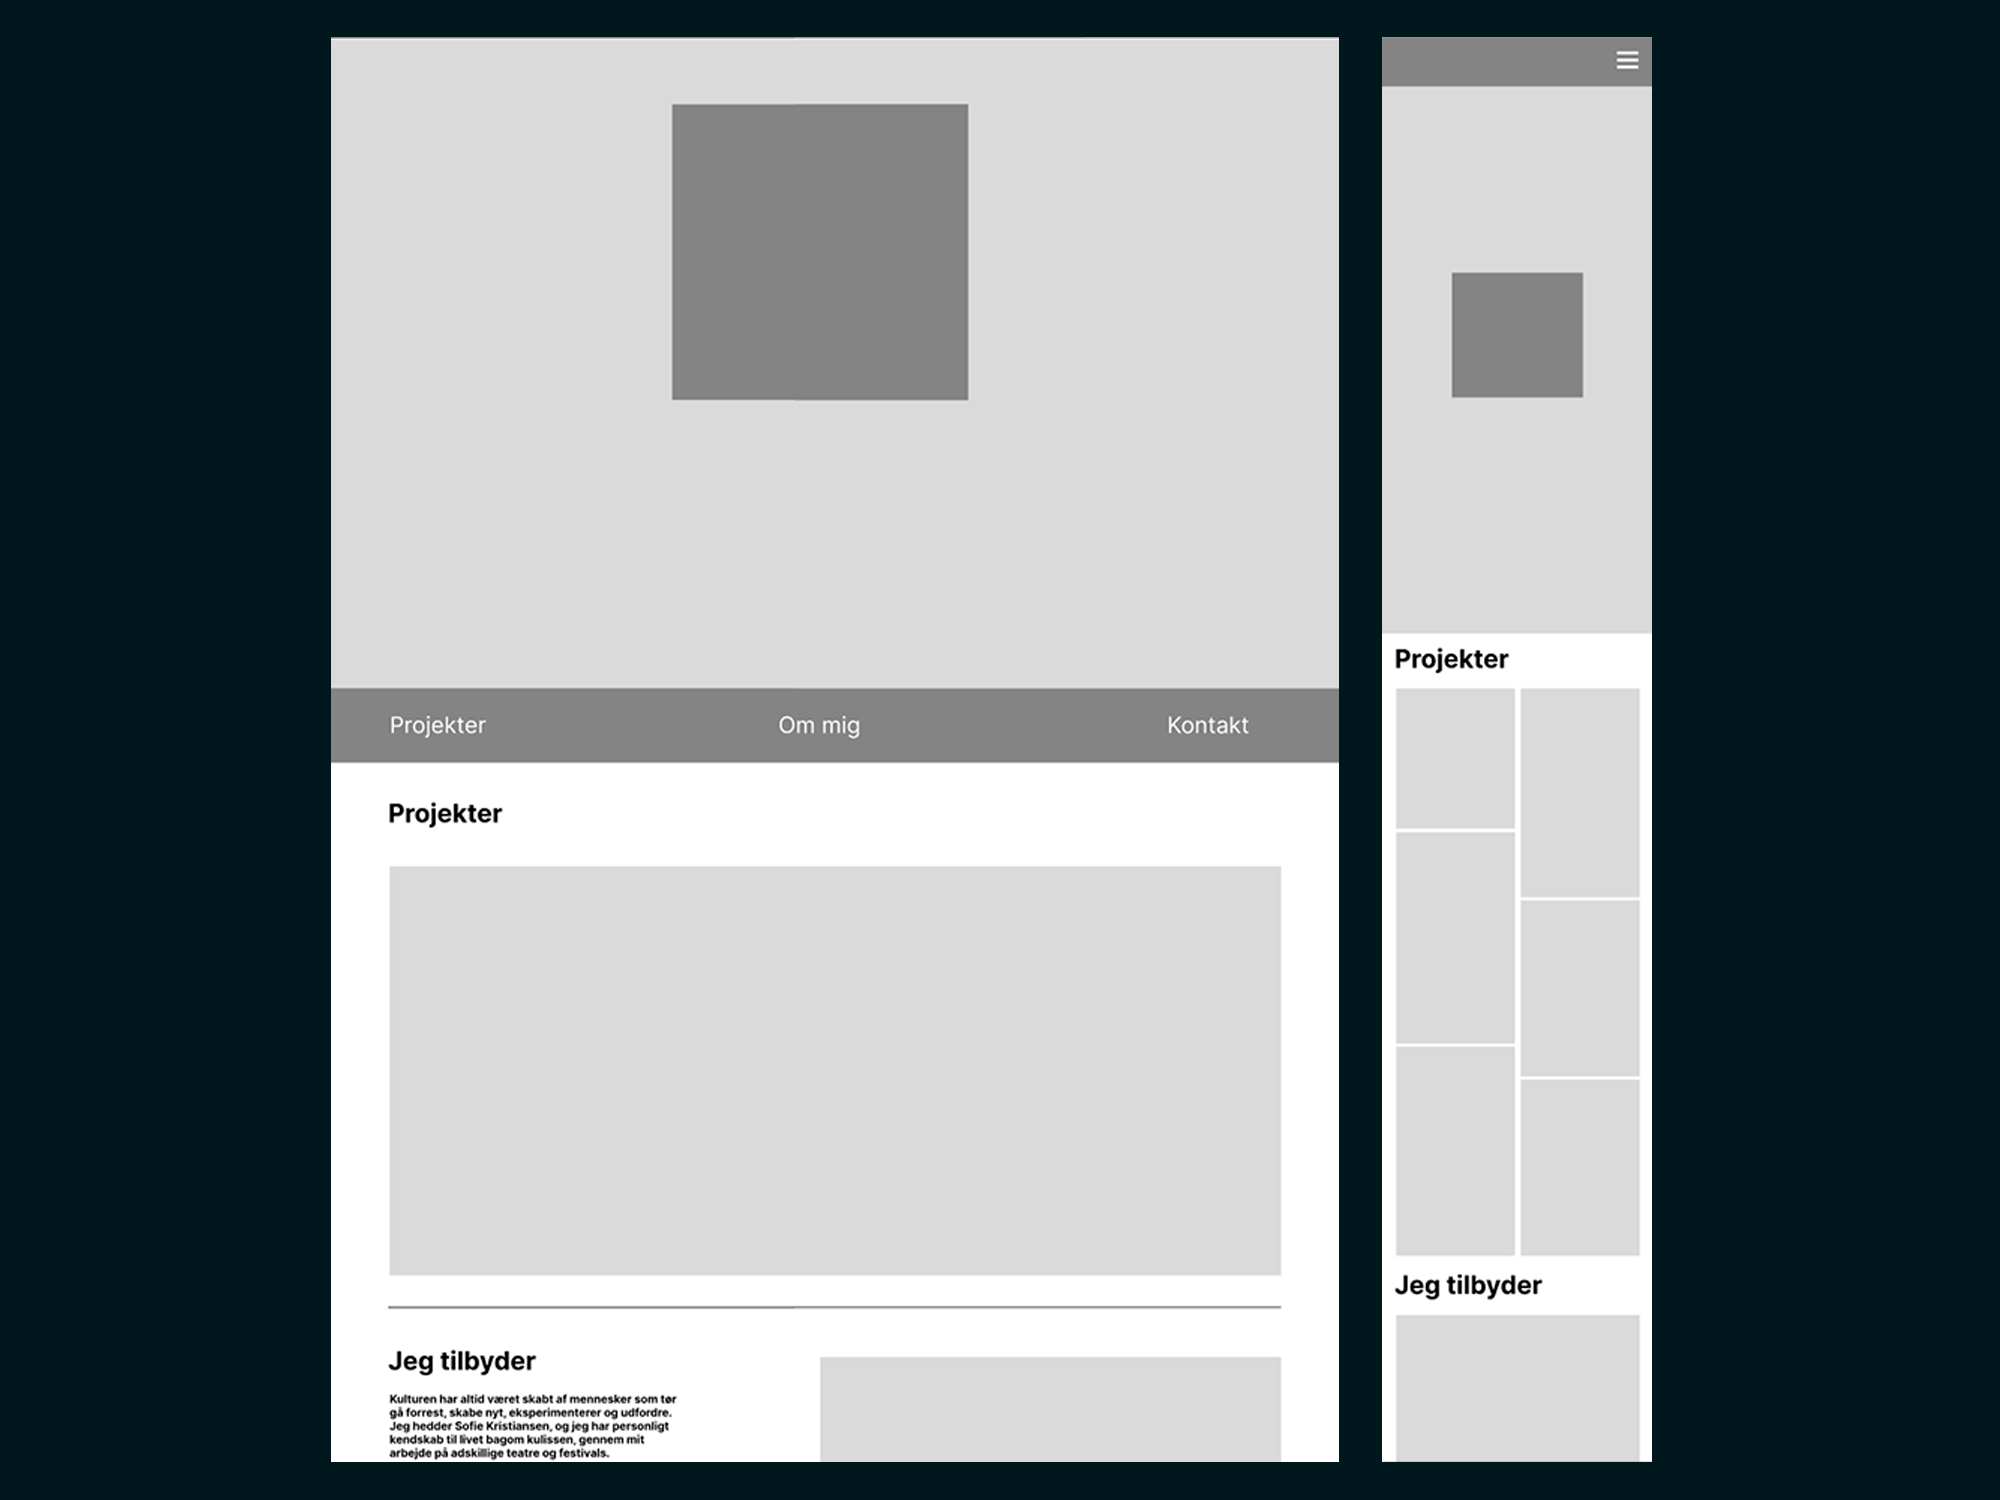 Projekter
Om mig
Kontakt
Projekter
Jeg tilbyder
Kulturen har altid været skabt af mennesker som tør
gå forrest, skabe nyt, eksperimenterer og udfordre.
Jeg hedder Sofie Kristiansen, og jeg har personligt
kendskab til livet bagom kulissen, gennem mit
arbejde på adskillige teatre og festivals.
Projekter
Jeg tilbyder